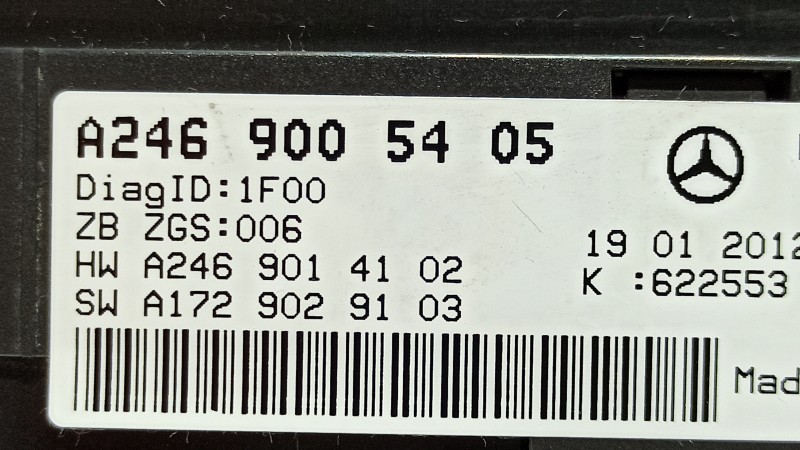 A246 900 54 05
DiagID:1F00
ZB ZGS:006
HW A246 901 41 02
SW A172 902 91 03
19 01 2012
K :622553
Mad